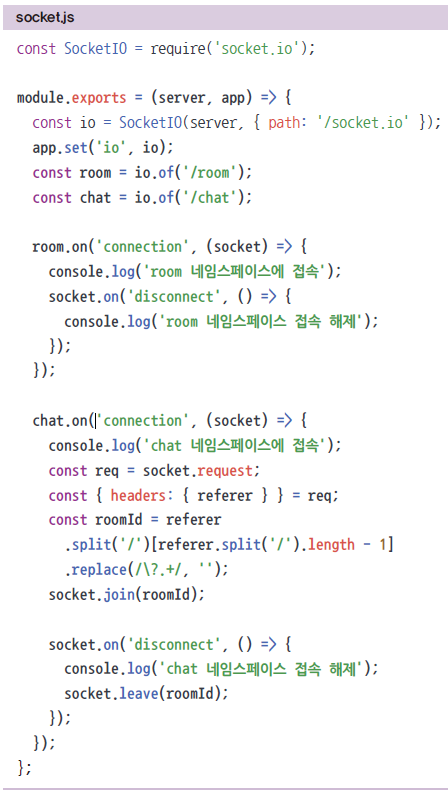 socket.js
const SocketIO = require('socket.io');
module.exports = (server, app) => {
const io = SocketIO(server, { path: '/socket.io' });
app.set('io', io);
const room = io.of('/room');
const chat = io.of('/chat');
room.on('connection', (socket) => {
console.log('room 네임스페이스에 접속');
socket.on('disconnect', () => {
console.log('room 네임스페이스 접속 해제');
});
});
chat.on('connection', (socket) => {
console.log('chat 네임스페이스에 접속');
const req = socket.request;
const { headers: { referer } } = req;
const roomId = referer
.split('/')[referer.split('/').length - 1]
.replace(/\?.+/, '');
socket.join(roomId);
socket.on('disconnect', () => {
console.log('chat 네임스페이스 접속 해제');
socket.leave(roomId);
});
});
};